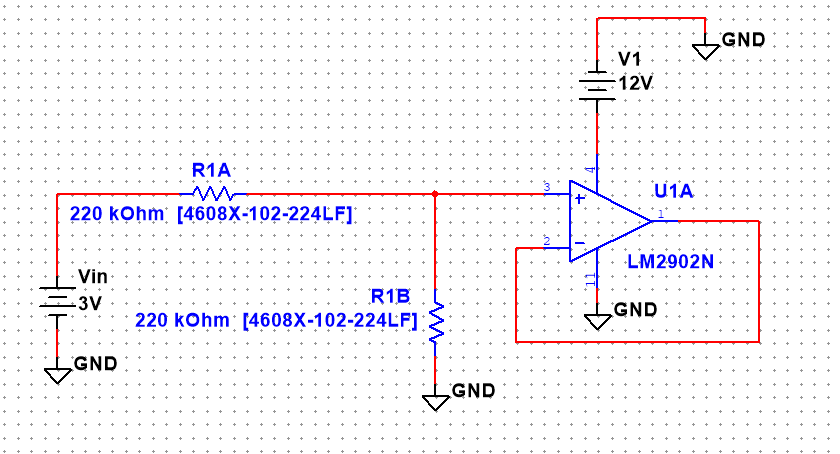 GND
V1
12V
R1A
4
3
+
U1A
1
220 kOhm [4608X-102-224LF]
2
−
LM2902N
Vin
11
3V
R1B
GND
220 kOhm [4608X-102-224LF]
GND
GND